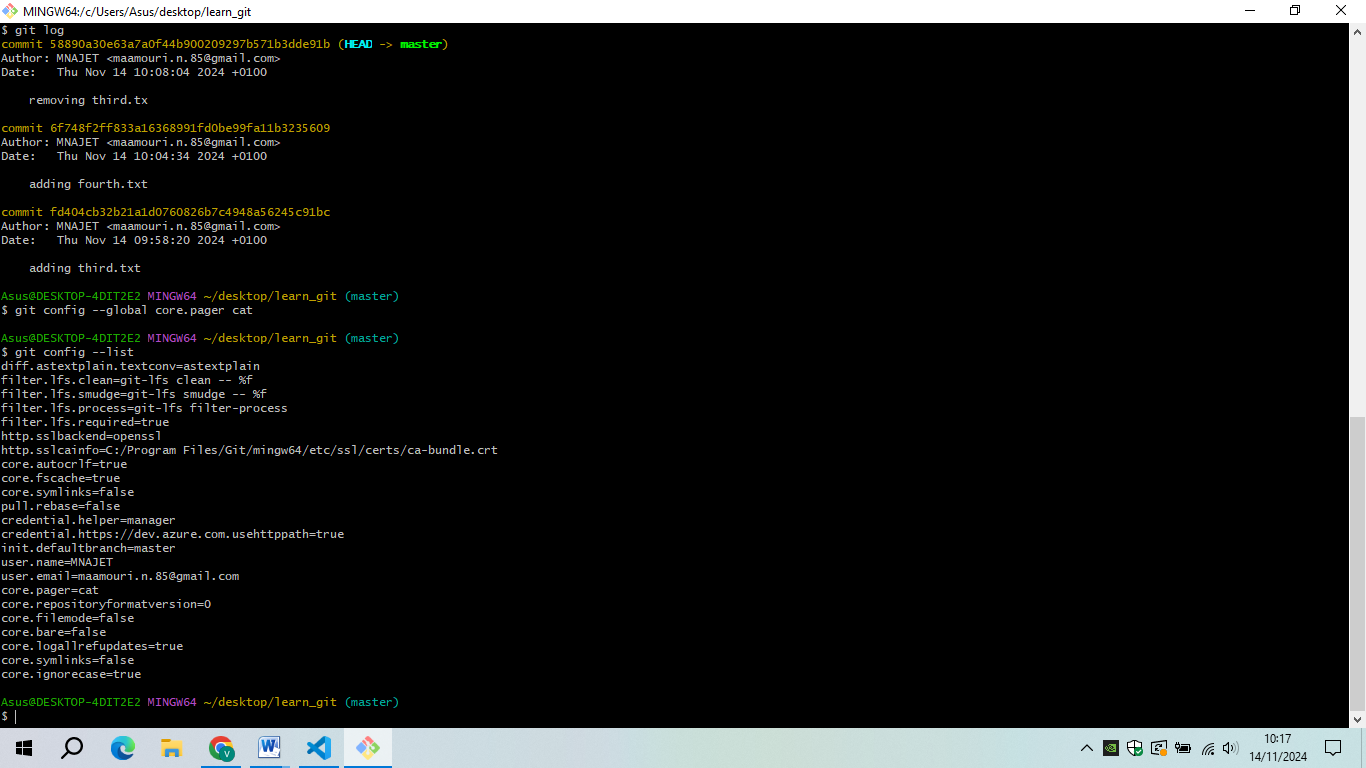 MINGW64:/c/Users/Asus/desktop/learn_git
$ git log
commit 58890a30e63a7a0f44b900209297b571b3dde91b (HEAD -> master)
Author: MNAJET <maamouri.n.85@gmail.com>
Date:   Thu Nov 14 10:08:04 2024 +0100
    removing third.tx
commit 6f748f2ff833a16368991fd0be99fa11b3235609
Author: MNAJET <maamouri.n.85@gmail.com>
Date:   Thu Nov 14 10:04:34 2024 +0100
    adding fourth.txt
commit fd404cb32b21a1d0760826b7c4948a56245c91bc
Author: MNAJET <maamouri.n.85@gmail.com>
Date:   Thu Nov 14 09:58:20 2024 +0100
    adding third.txt
Asus@DESKTOP-4DIT2E2 MINGW64 ~/desktop/learn_git (master)
$ git config --global core.pager cat
Asus@DESKTOP-4DIT2E2 MINGW64 ~/desktop/learn_git (master)
$ git config --list
diff.astextplain.textconv=astextplain
filter.lfs.clean=git-lfs clean -- %f
filter.lfs.smudge=git-lfs smudge -- %f
filter.lfs.process=git-lfs filter-process
filter.lfs.required=true
http.sslbackend=openssl
http.sslcainfo=C:/Program Files/Git/mingw64/etc/ssl/certs/ca-bundle.crt
core.autocrlf=true
core.fscache=true
core.symlinks=false
pull.rebase=false
credential.helper=manager
credential.https://dev.azure.com.usehttppath=true
init.defaultbranch=master
user.name=MNAJET
user.email=maamouri.n.85@gmail.com
core.pager=cat
core.repositoryformatversion=0
core.filemode=false
core.bare=false
core.logallrefupdates=true
core.symlinks=false
core.ignorecase=true
Asus@DESKTOP-4DIT2E2 MINGW64 ~/desktop/learn_git (master)
$
10:17
14/11/2024